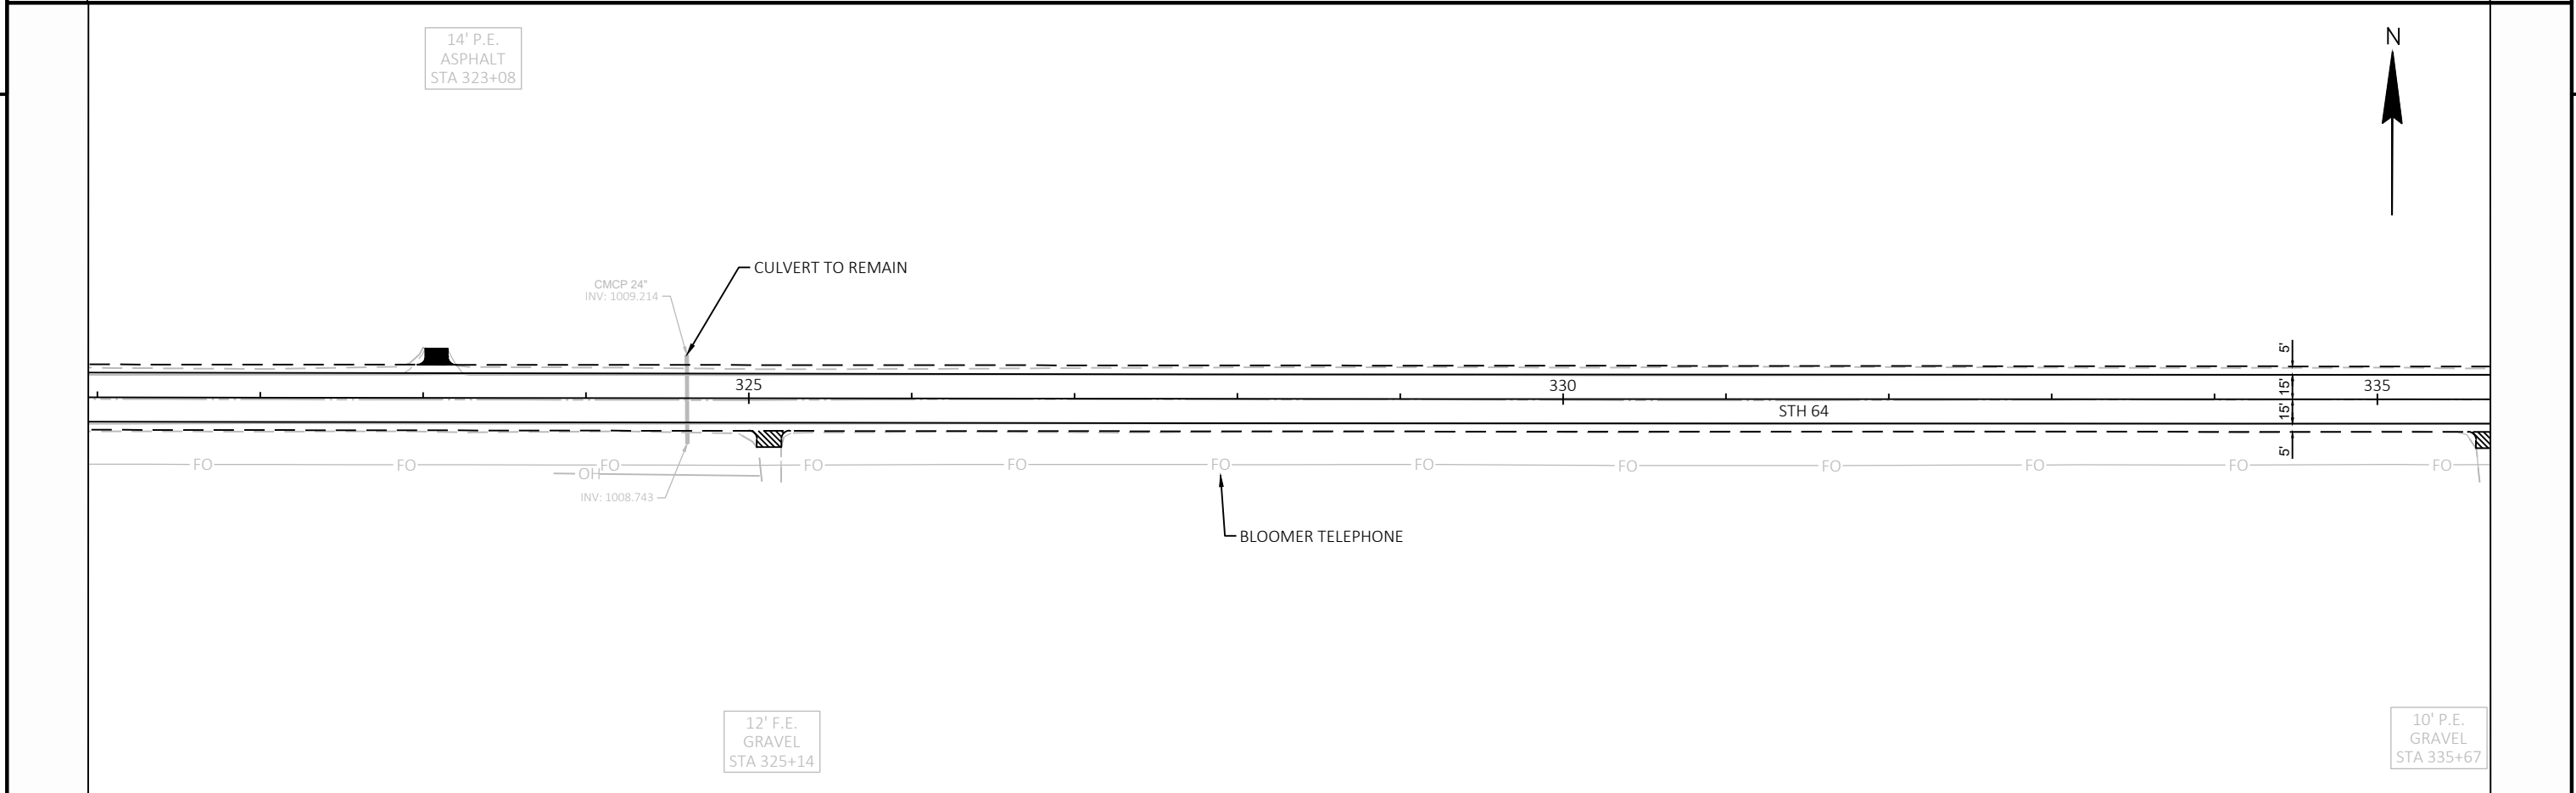 14' P.E.
ASPHALT
STA 323+08
N
CULVERT TO REMAIN
CMCP 24"
INV: 1009.214
5'
325
330
15'
335
STH 64
15'
5'
FO
FO
FO
FO
FO
FO
FO
FO
FO
FO
FO
FO
OH
INV: 1008.743
BLOOMER TELEPHONE
12' F.E.
GRAVEL
STA 325+14
10' P.E.
GRAVEL
STA 335+67